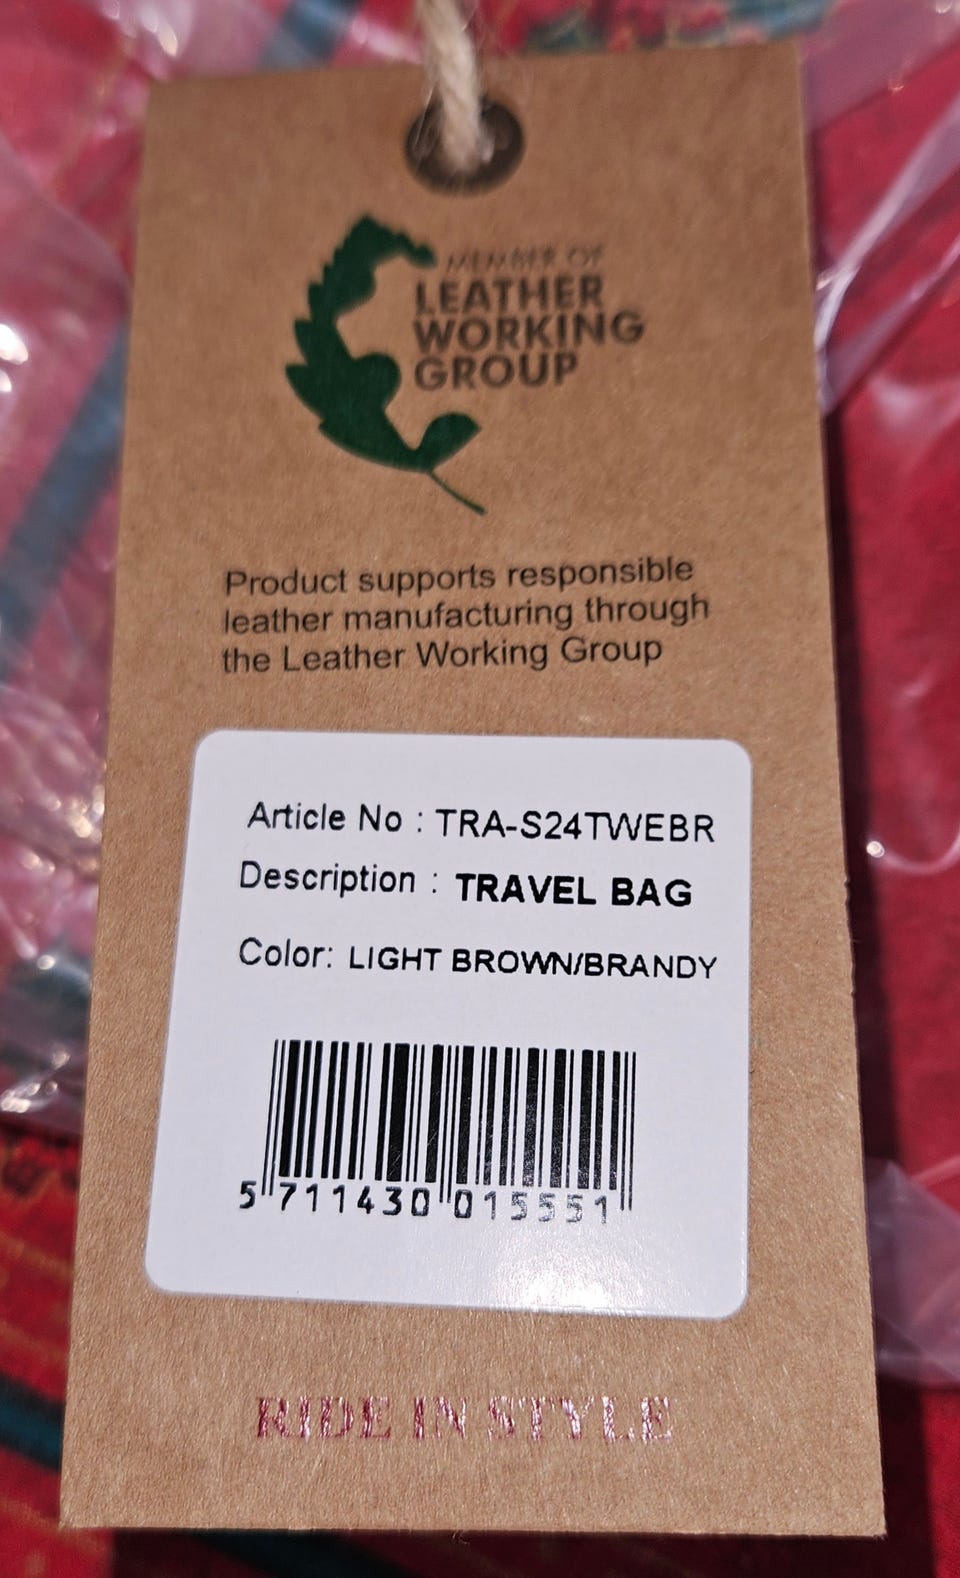 MEMBER OF
LEATHER
WORKING
GROUP
Product supports responsible
leather manufacturing through
the Leather Working Group
Article No : TRA-S24TWEBR
Description : TRAVEL BAG
Color: LIGHT BROWN/BRANDY
5 711430 015551
RIDE IN STYLE